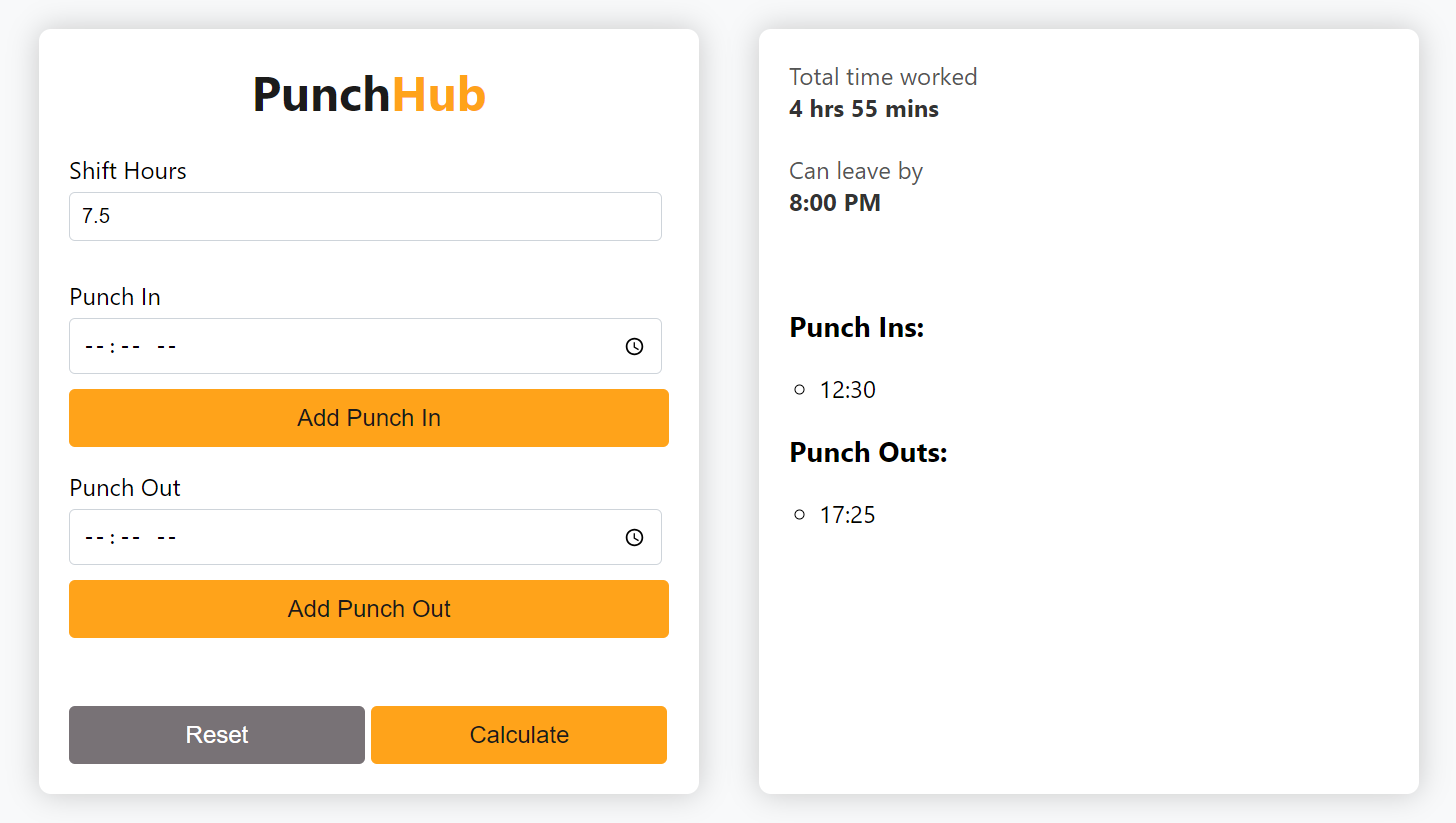 PunchHub
Shift Hours
7.5
Punch In
--:-- --
Add Punch In
Punch Out
--:-- --
Add Punch Out
Reset
Calculate
Total time worked
4 hrs 55 mins
Can leave by
8:00 PM
Punch Ins:
12:30
Punch Outs:
17:25